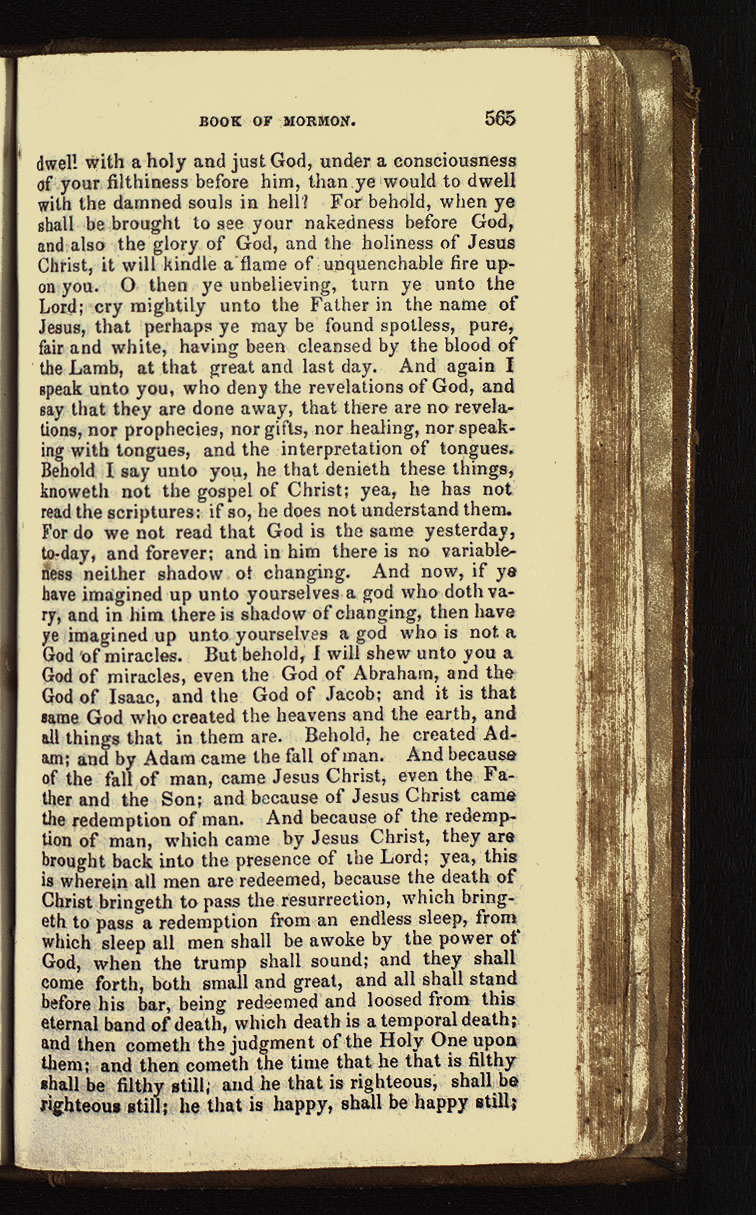 BOOK OF MORMON. 565
dwell with a holy and just God, under a consciousness
of your filthiness before him, than ye would to dwell
with the damned souls in hell? For behold, when ye
shall be brought to see your nakedness before God,
and also the glory of God, and the holiness of Jesus
Christ, it will kindle a flame of unquenchable fire up-
on you. O then ye unbelieving, turn ye unto the
Lord; cry mightily unto the Father in the name of
Jesus, that perhaps ye may be found spotless, pure,
fair and white, having been cleansed by the blood of
the Lamb, at that great and last day. And again I
speak unto you, who deny the revelations of God, and
say that they are done away, that there are no revela-
tions, nor prophecies, nor gifts, nor healing, nor speak-
ing with tongues, and the interpretation of tongues.
Behold I say unto you, he that denieth these things,
knoweth not the gospel of Christ; yea, he has not
read the scriptures: if so, he does not understand them.
For do we not read that God is the same yesterday,
to-day, and forever; and in him there is no variable-
ness neither shadow of changing. And now, if ye
have imagined up unto yourselves a god who doth va-
ry, and in him there is shadow of changing, then have
ye imagined up unto yourselves a god who is not a
God of miracles. But behold, I will shew unto you a
God of miracles, even the God of Abraham, and the
God of Isaac, and the God of Jacob; and it is that
same God who created the heavens and the earth, and
all things that in them are. Behold, he created Ad-
am; and by Adam came the fall of man. And because
of the fall of man, came Jesus Christ, even the Fa-
ther and the Son; and because of Jesus Christ came
the redemption of man. And because of the redemp-
tion of man, which came by Jesus Christ, they are
brought back into the presence of the Lord; yea, this
is wherein all men are redeemed, because the death of
Christ bringeth to pass the resurrection, which bring-
eth to pass a redemption from an endless sleep, from
which sleep all men shall be awoke by the power of
God, when the trump shall sound; and they shall
come forth, both small and great, and all shall stand
before his bar, being redeemed and loosed from this
eternal band of death, which death is a temporal death;
and then cometh the judgment of the Holy One upon
them; and then cometh the time that he that is filthy
shall be filthy still; and he that is righteous, shall be
righteous still; he that is happy, shall be happy still;